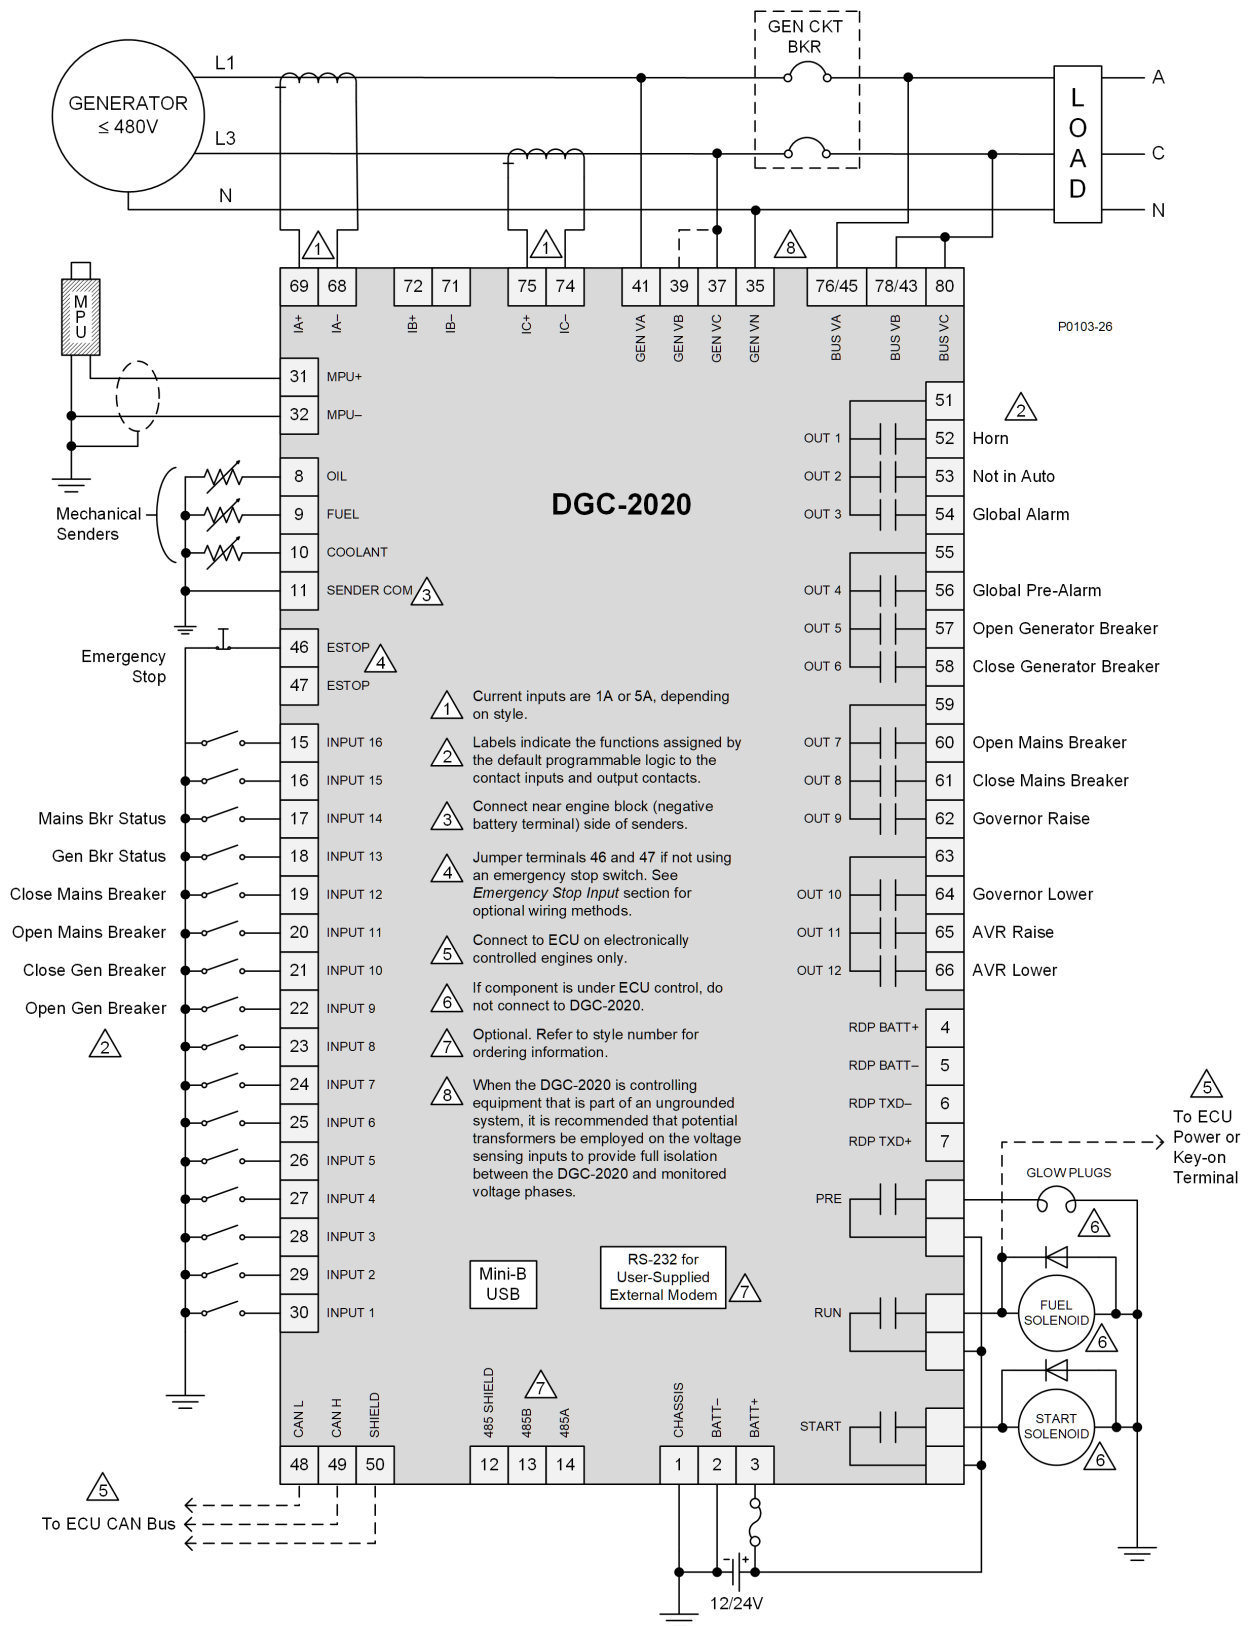 GEN CKT
BKR
L1
A
GENERATOR
≤ 480V
L3
C
N
N
LOAD
1
1
8
69
68
72
71
75
74
41
39
37
35
76/45
78/43
80
IA+
IA–
IB+
IB–
IC+
IC–
GEN VA
GEN VB
GEN VC
GEN VN
BUS VA
BUS VB
BUS VC
P0103-26
MPU
31 MPU+
32 MPU–
51
2
OUT 1 52 Horn
8 OIL
OUT 2 53 Not in Auto
DGC-2020
Mechanical
Senders
9 FUEL
OUT 3 54 Global Alarm
10 COOLANT
55
11 SENDER COM 3
OUT 4 56 Global Pre-Alarm
OUT 5 57 Open Generator Breaker
46 ESTOP 4
Emergency
Stop
OUT 6 58 Close Generator Breaker
47 ESTOP
59
1 Current inputs are 1A or 5A, depending
on style.
15 INPUT 16
OUT 7 60 Open Mains Breaker
2 Labels indicate the functions assigned by
the default programmable logic to the
contact inputs and output contacts.
16 INPUT 15
OUT 8 61 Close Mains Breaker
3 Connect near engine block (negative
battery terminal) side of senders.
Mains Bkr Status 17 INPUT 14
OUT 9 62 Governor Raise
Gen Bkr Status 18 INPUT 13
63
4 Jumper terminals 46 and 47 if not using
an emergency stop switch. See
Emergency Stop Input section for
optional wiring methods.
Close Mains Breaker 19 INPUT 12
OUT 10 64 Governor Lower
Open Mains Breaker 20 INPUT 11
OUT 11 65 AVR Raise
5 Connect to ECU on electronically
controlled engines only.
Close Gen Breaker 21 INPUT 10
OUT 12 66 AVR Lower
6 If component is under ECU control, do
not connect to DGC-2020.
Open Gen Breaker 22 INPUT 9
2
RDP BATT+ 4
7 Optional. Refer to style number for
ordering information.
23 INPUT 8
RDP BATT– 5
24 INPUT 7
8 When the DGC-2020 is controlling
equipment that is part of an ungrounded
system, it is recommended that potential
transformers be employed on the voltage
sensing inputs to provide full isolation
between the DGC-2020 and monitored
voltage phases.
RDP TXD– 6
25 INPUT 6
RDP TXD+ 7
5
To ECU
Power or
Key-on
Terminal
26 INPUT 5
GLOW PLUGS
27 INPUT 4
PRE
6
28 INPUT 3
Mini-B
USB
RS-232 for
User-Supplied
External Modem
7
29 INPUT 2
30 INPUT 1
RUN
FUEL
SOLENOID
6
7
CAN L
CAN H
SHIELD
485 SHIELD
485B
485A
CHASSIS
BATT–
BATT+
START
START
SOLENOID
6
48
49
50
12
13
14
1
2
3
5
To ECU CAN Bus
- +
12/24V